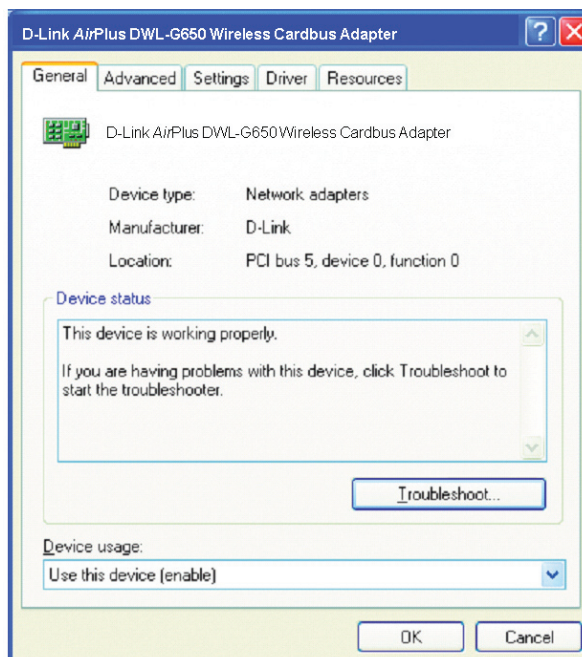 D-Link AirPlus DWL-G650 Wireless Cardbus Adapter
General Advanced Settings Driver Resources
D-Link AirPlus DWL-G650 Wireless Cardbus Adapter
Device type: Network adapters
Manufacturer: D-Link
Location: PCI bus 5, device 0, function 0
Device status
This device is working properly.
If you are having problems with this device, click Troubleshoot to
start the troubleshooter.
Troubleshoot...
Device usage:
Use this device (enable)
OK Cancel